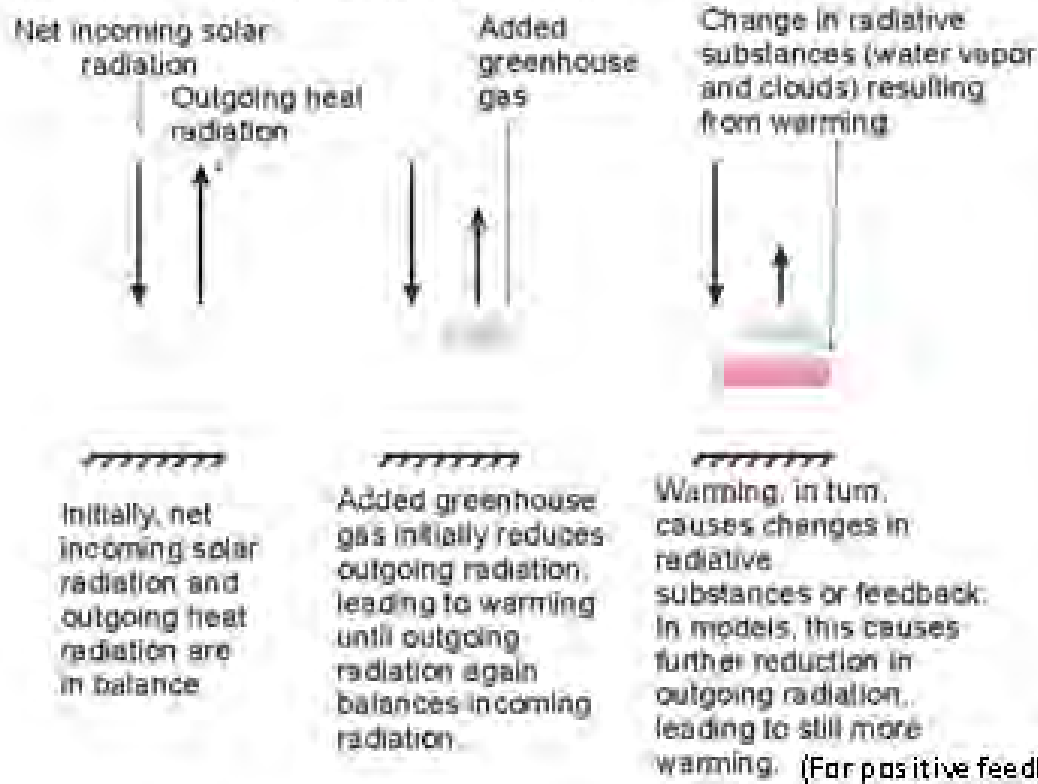 Net incoming solar
radiation
Outgoing heat
radiation
Added
greenhouse
gas
Change in radiative
substances (water vapor
and clouds) resulting
from warming
Initially, net
incoming solar
radiation and
outgoing heat
radiation are
in balance
Added greenhouse
gas initially reduces
outgoing radiation,
leading to warming
until outgoing
radiation again
balances incoming
radiation.
Warming, in turn,
causes changes in
radiative
substances or feedback.
In models, this causes
further reduction in
outgoing radiation,
leading to still more
warming. (For positive